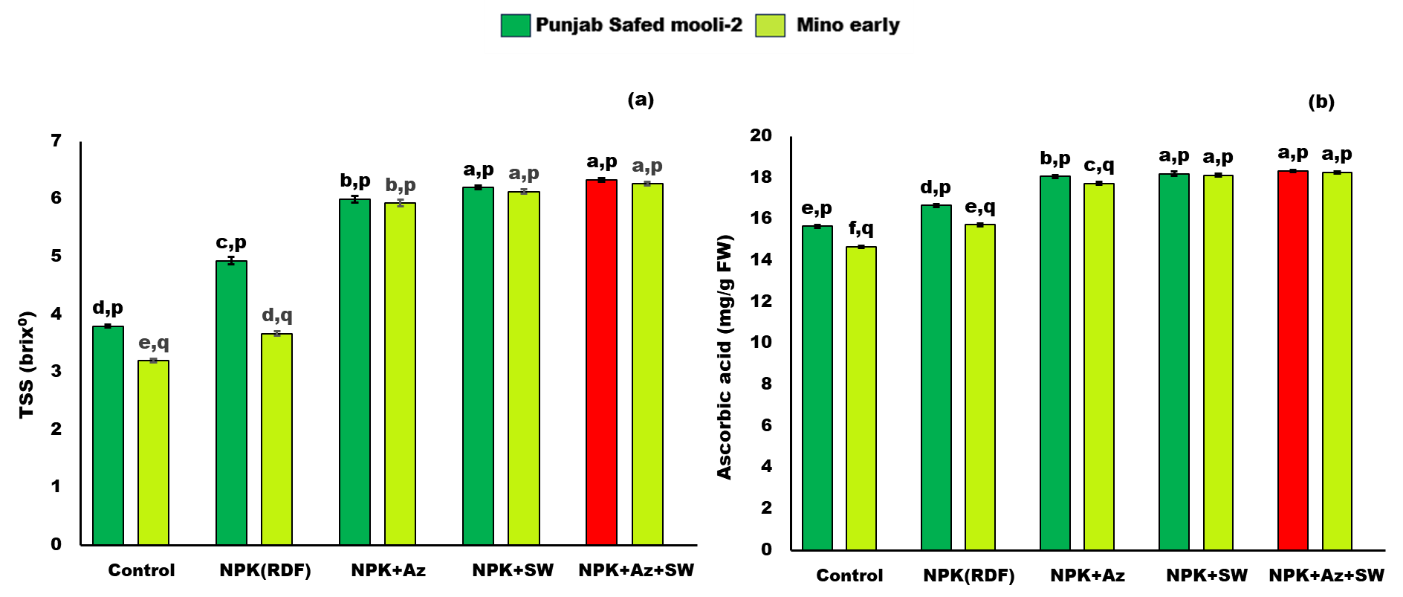 Punjab Safed mooli-2 Mino early
(a)
TSS (brix⁰)
7
6
5
4
3
2
1
0
d,p e,q c,p d,q b,p b,p a,p a,p a,p a,p
Control NPK(RDF) NPK+Az NPK+SW NPK+Az+SW
(b)
Ascorbic acid (mg/g FW)
20
18
16
14
12
10
8
6
4
2
0
e,p f,q d,p e,q b,p c,q a,p a,p a,p a,p
Control NPK(RDF) NPK+Az NPK+SW NPK+Az+SW